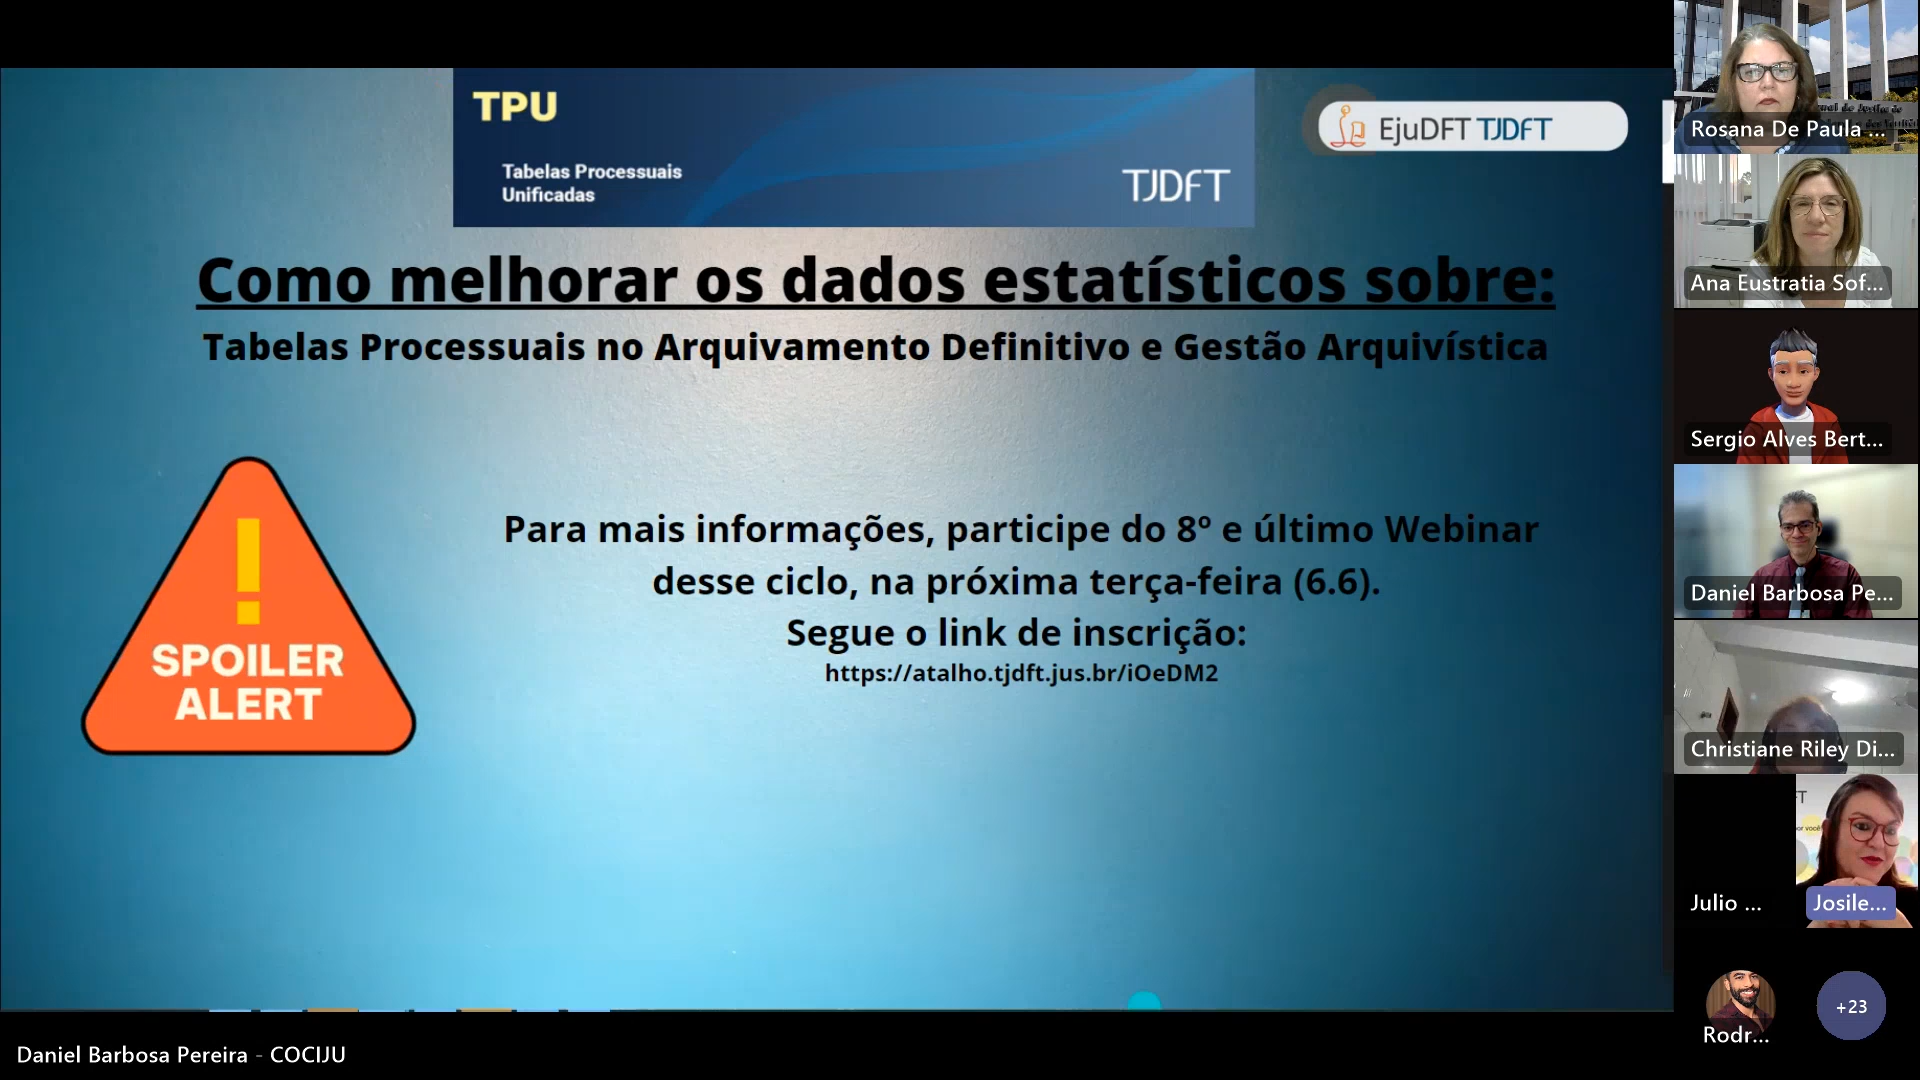 TPU
Tabelas Processuais
Unificadas
TJDFT
EjuDFT TJDFT
Como melhorar os dados estatísticos sobre:
Tabelas Processuais no Arquivamento Definitivo e Gestão Arquivística
!
SPOILER
ALERT
Para mais informações, participe do 8º e último Webinar
desse ciclo, na próxima terça-feira (6.6).
Segue o link de inscrição:
https://atalho.tjdft.jus.br/iOeDM2
Rosana De Paula ...
Ana Eustratia Sof...
Sergio Alves Bert...
Daniel Barbosa Pe...
Christiane Riley Di...
Julio ...
Josile...
Rodr...
+23
Daniel Barbosa Pereira - COCIJU